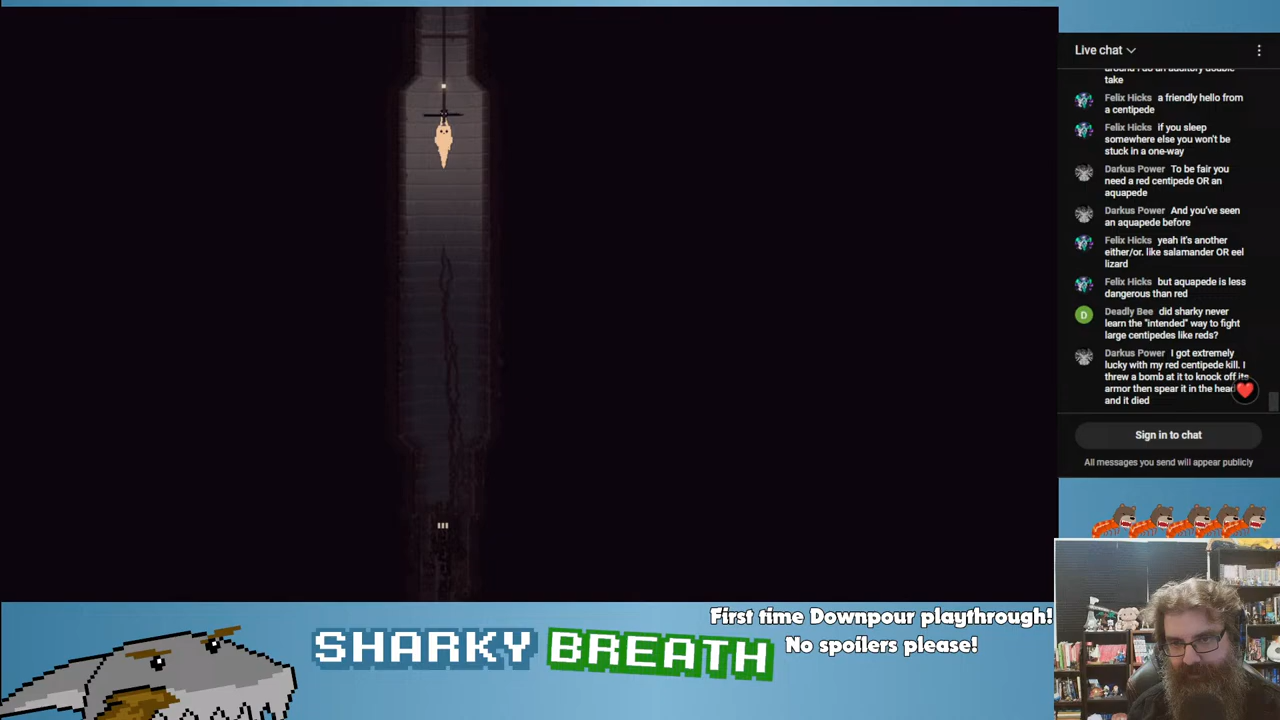 Live chat
around I do an auditory double
take
Felix Hicks a friendly hello from
a centipede
Felix Hicks if you sleep
somewhere else you won't be
stuck in a one-way
Darkus Power To be fair you
need a red centipede OR an
aquapede
Darkus Power And you've seen
an aquapede before
Felix Hicks yeah it's another
either/or. like salamander OR eel
lizard
Felix Hicks but aquapede is less
dangerous than red
D
Deadly Bee did sharky never
learn the "intended" way to fight
large centipedes like reds?
Darkus Power I got extremely
lucky with my red centipede kill. I
threw a bomb at it to knock off its
armor then spear it in the head
and it died
Sign in to chat
All messages you send will appear publicly
First time Downpour playthrough!
No spoilers please!
SHARKY BREATH